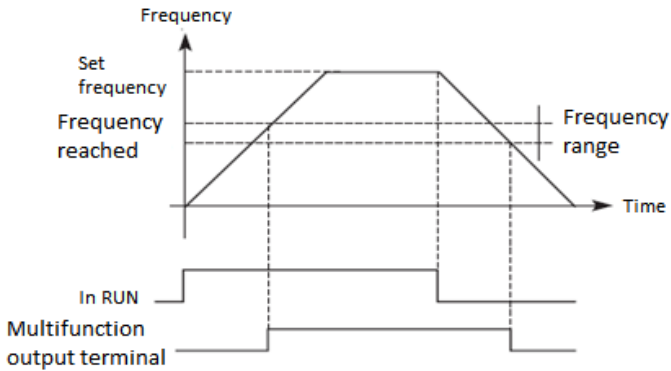 Frequency
Set
frequency
Frequency
reached
Frequency
range
Time
In RUN
Multifunction
output terminal